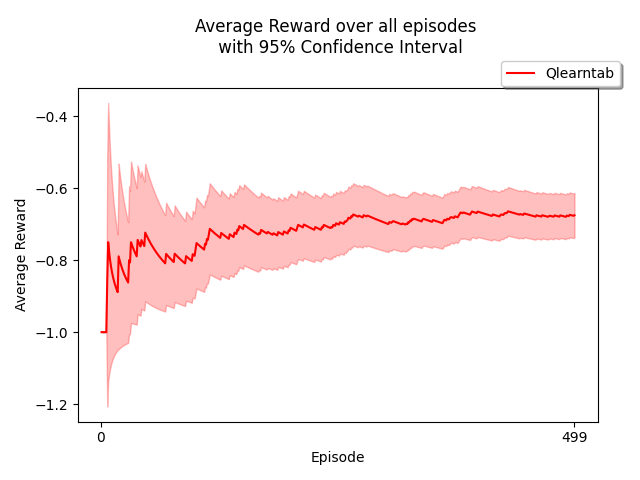 Average Reward over all episodes
with 95% Confidence Interval
Qlearntab
−0.4
−0.6
−0.8
−1.0
−1.2
Average Reward
0
499
Episode